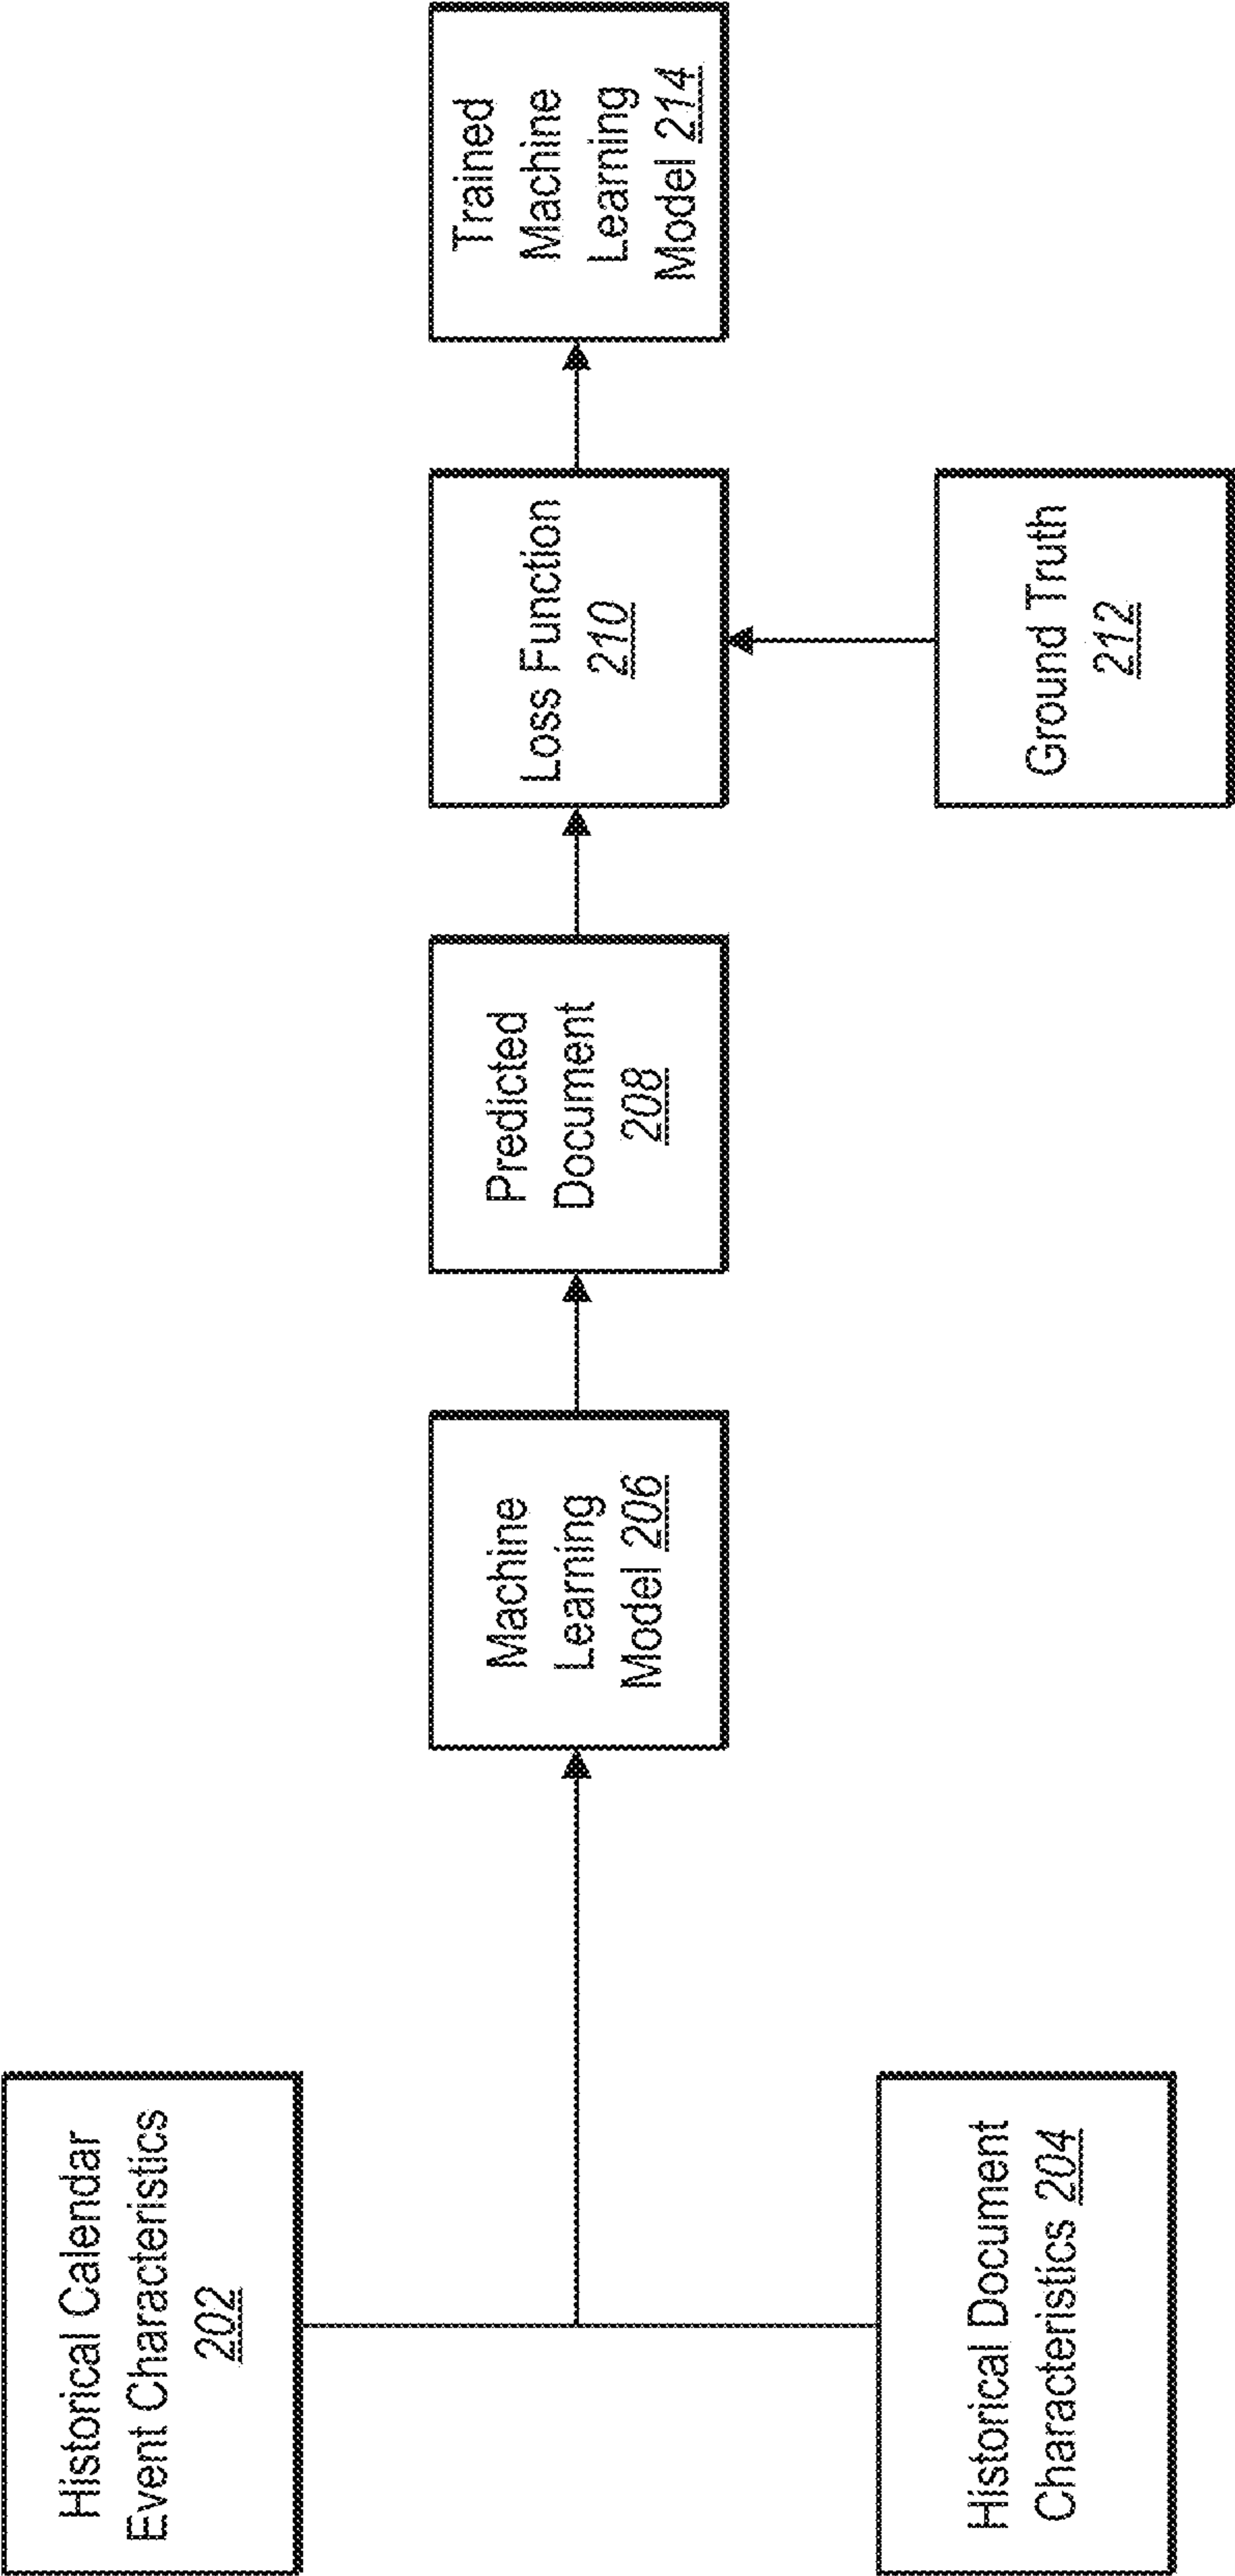 Historical Calendar
Event Characteristics
202
Historical Document
Characteristics 204
Machine
Learning
Model 206
Predicted
Document
208
Loss Function
210
Ground Truth
212
Trained
Machine
Learning
Model 214